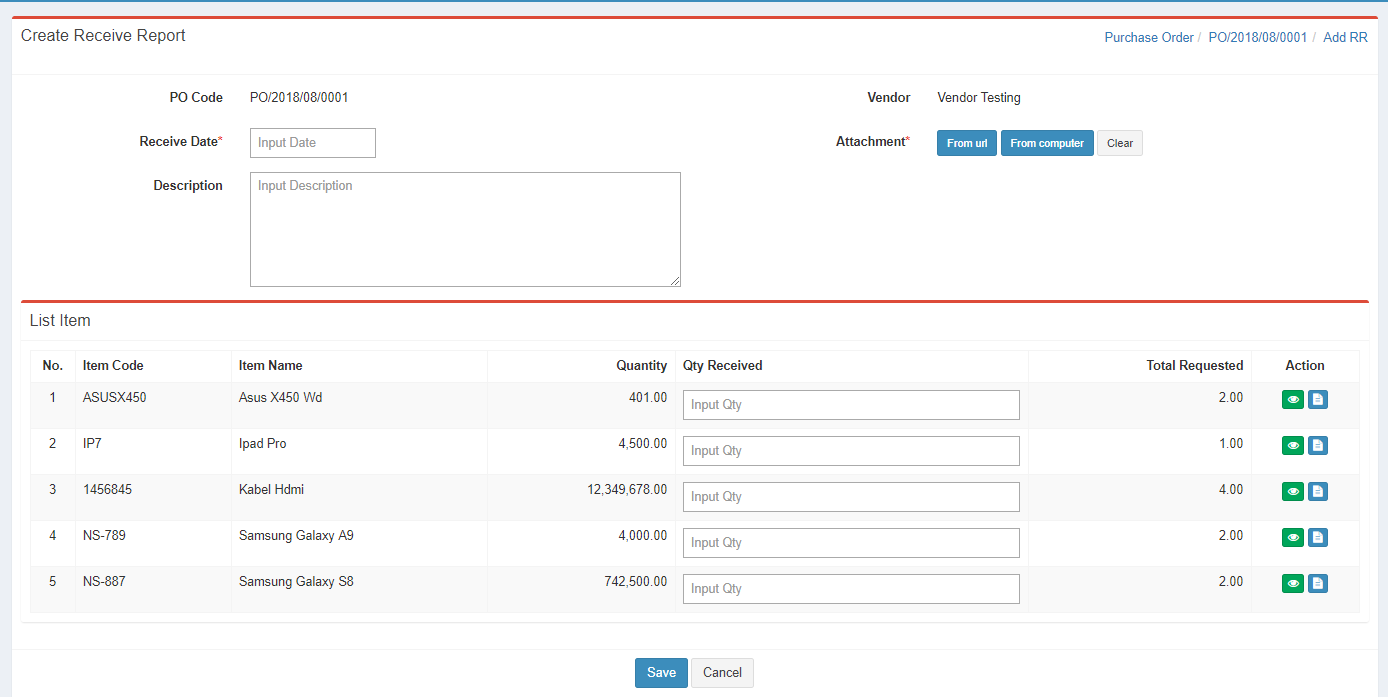 Create Receive Report
Purchase Order / PO/2018/08/0001 / Add RR
PO Code PO/2018/08/0001 Vendor Vendor Testing
Receive Date* Input Date Attachment* From url From computer Clear
Description Input Description
List Item
No. Item Code Item Name Quantity Qty Received Total Requested Action
1 ASUSX450 Asus X450 Wd 401.00 Input Qty 2.00
2 IP7 Ipad Pro 4,500.00 Input Qty 1.00
3 1456845 Kabel Hdmi 12,349,678.00 Input Qty 4.00
4 NS-789 Samsung Galaxy A9 4,000.00 Input Qty 2.00
5 NS-887 Samsung Galaxy S8 742,500.00 Input Qty 2.00
Save Cancel